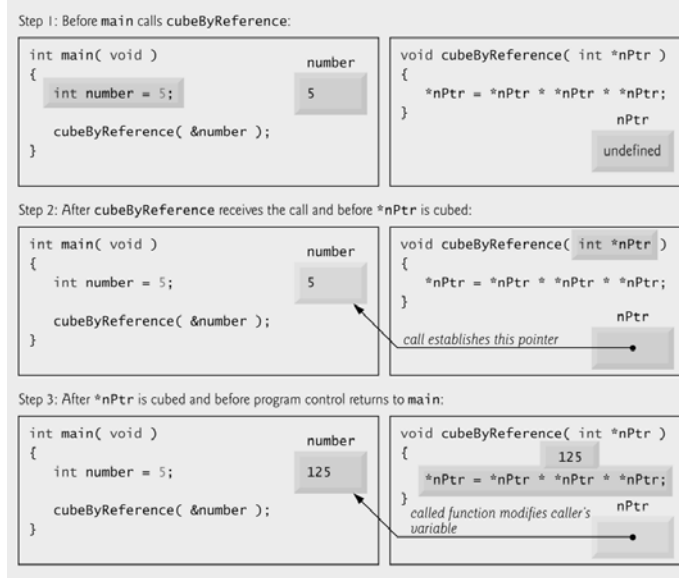 Step 1: Before main calls cubeByReference:
int main( void )
{
int number = 5;
cubeByReference( &number );
}
number
5
void cubeByReference( int *nPtr )
{
*nPtr = *nPtr * *nPtr * *nPtr;
}
nPtr
undefined
Step 2: After cubeByReference receives the call and before *nPtr is cubed:
int main( void )
{
int number = 5;
cubeByReference( &number );
}
number
5
void cubeByReference( int *nPtr )
{
*nPtr = *nPtr * *nPtr * *nPtr;
}
nPtr
call establishes this pointer
Step 3: After *nPtr is cubed and before program control returns to main:
int main( void )
{
int number = 5;
cubeByReference( &number );
}
number
125
void cubeByReference( int *nPtr )
{
125
*nPtr = *nPtr * *nPtr * *nPtr;
}
called function modifies caller's
variable
nPtr